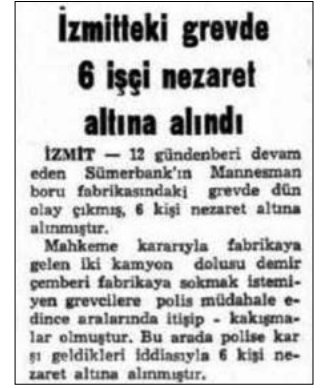 İzmitteki grevde
6 işçi nezaret
altına alındı
İZMİT — 12 gündenberi devam
eden Sümerbank'ın Mannesman
boru fabrikasındaki grevde dün
olay çıkmış, 6 kişi nezaret altına
alınmıştır.
Mahkeme kararıyla fabrikaya
gelen iki kamyon dolusu demir
çemberi fabrikaya sokmak istemi-
yen grevcilere polis müdahale e-
dince aralarında itişip - kakışma-
lar olmuştur. Bu arada polise kar
şı geldikleri iddiasıyla 6 kişi ne-
zaret altına alınmıştır.